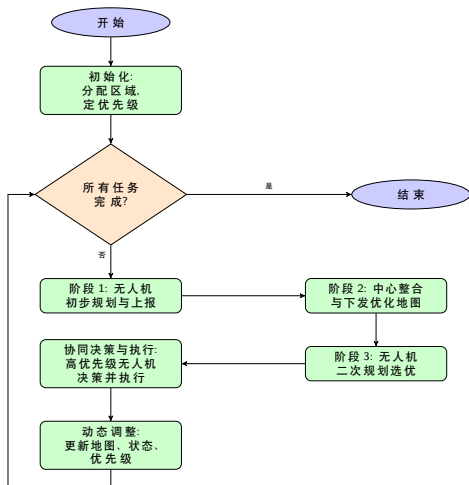 开始
初始化:
分配区域,
定优先级
所有任务
完成?
是
结束
否
阶段 1: 无人机
初步规划与上报
阶段 2: 中心整合
与下发优化地图
协同决策与执行:
高优先级无人机
决策并执行
阶段 3: 无人机
二次规划选优
动态调整:
更新地图、状态、
优先级